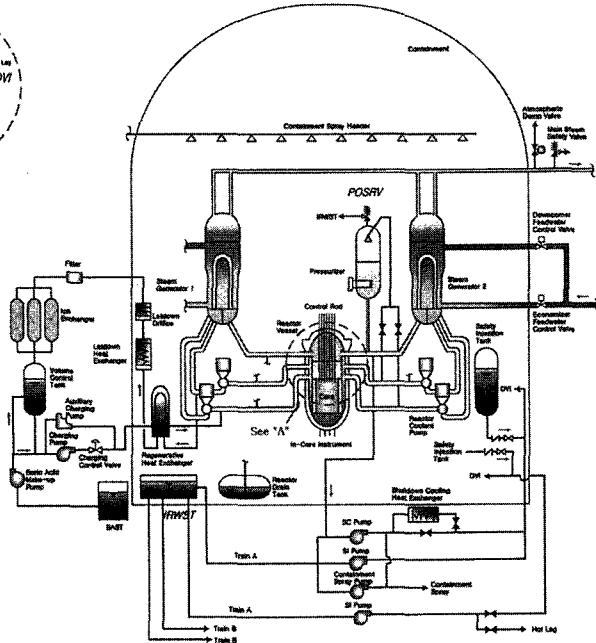 Leg
DVI
Containment
Atmospheric
Dump Valve
Main Steam
Safety Valve
Containment Spray Header
POSRV
IRWST
Downcomer
Feedwater
Control Valve
Filter
Pressurizer
Steam
Generator 1
Steam
Generator 2
Ion
Exchanger
Letdown
Orifice
Control Rod
Reactor
Vessel
Economizer
Feedwater
Control Valve
Safety
Injection
Tank
Letdown
Heat
Exchanger
Volume
Control
Tank
Core
DVI
Auxiliary
Charging
Pump
Charging
Pump
See "A"
Reactor
Coolant
Pump
Charging
Control Valve
In-Core Instrument
Regenerative
Heat Exchanger
Safety
Injection
Tank
Boric Acid
Make-up
Pump
DVI
Reactor
Drain
Tank
Shutdown Cooling
Heat Exchanger
BAST
IRWST
SC Pump
Train A
SI Pump
Containment
Spray Pump
Containment
Spray
Train A
SI Pump
Train B
Hot Leg
Train B